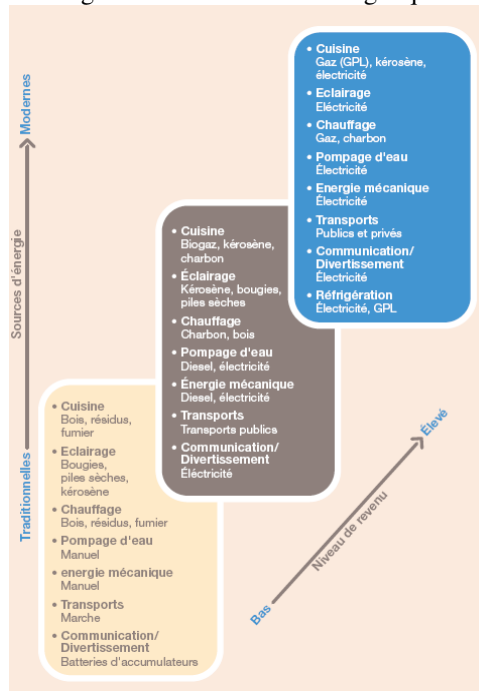 • Cuisine
Gaz (GPL), kérosène,
électricité
• Eclairage
Eléctricité
• Chauffage
Gaz, charbon
• Pompage d'eau
Électricité
• Energie mécanique
Électricité
• Transports
Publics et privés
• Communication/
Divertissement
Électricité
• Réfrigération
Électricité, GPL
• Cuisine
Biogaz, kérosène,
charbon
• Éclairage
Kérosène, bougies,
piles sèches
• Chauffage
Charbon, bois
• Pompage d'eau
Diesel, électricité
• Énergie mécanique
Diesel, électricité
• Transports
Transports publics
• Communication/
Divertissement
Éléctricité
• Cuisine
Bois, résidus,
fumier
• Eclairage
Bougies,
piles sèches,
kérosène
• Chauffage
Bois, résidus, fumier
• Pompage d'eau
Manuel
• energie mécanique
Manuel
• Transports
Marche
• Communication/
Divertissement
Batteries d'accumulateurs
Modernes
Sources d'énergie
Traditionnelles
Élevé
Niveau de revenu
Bas